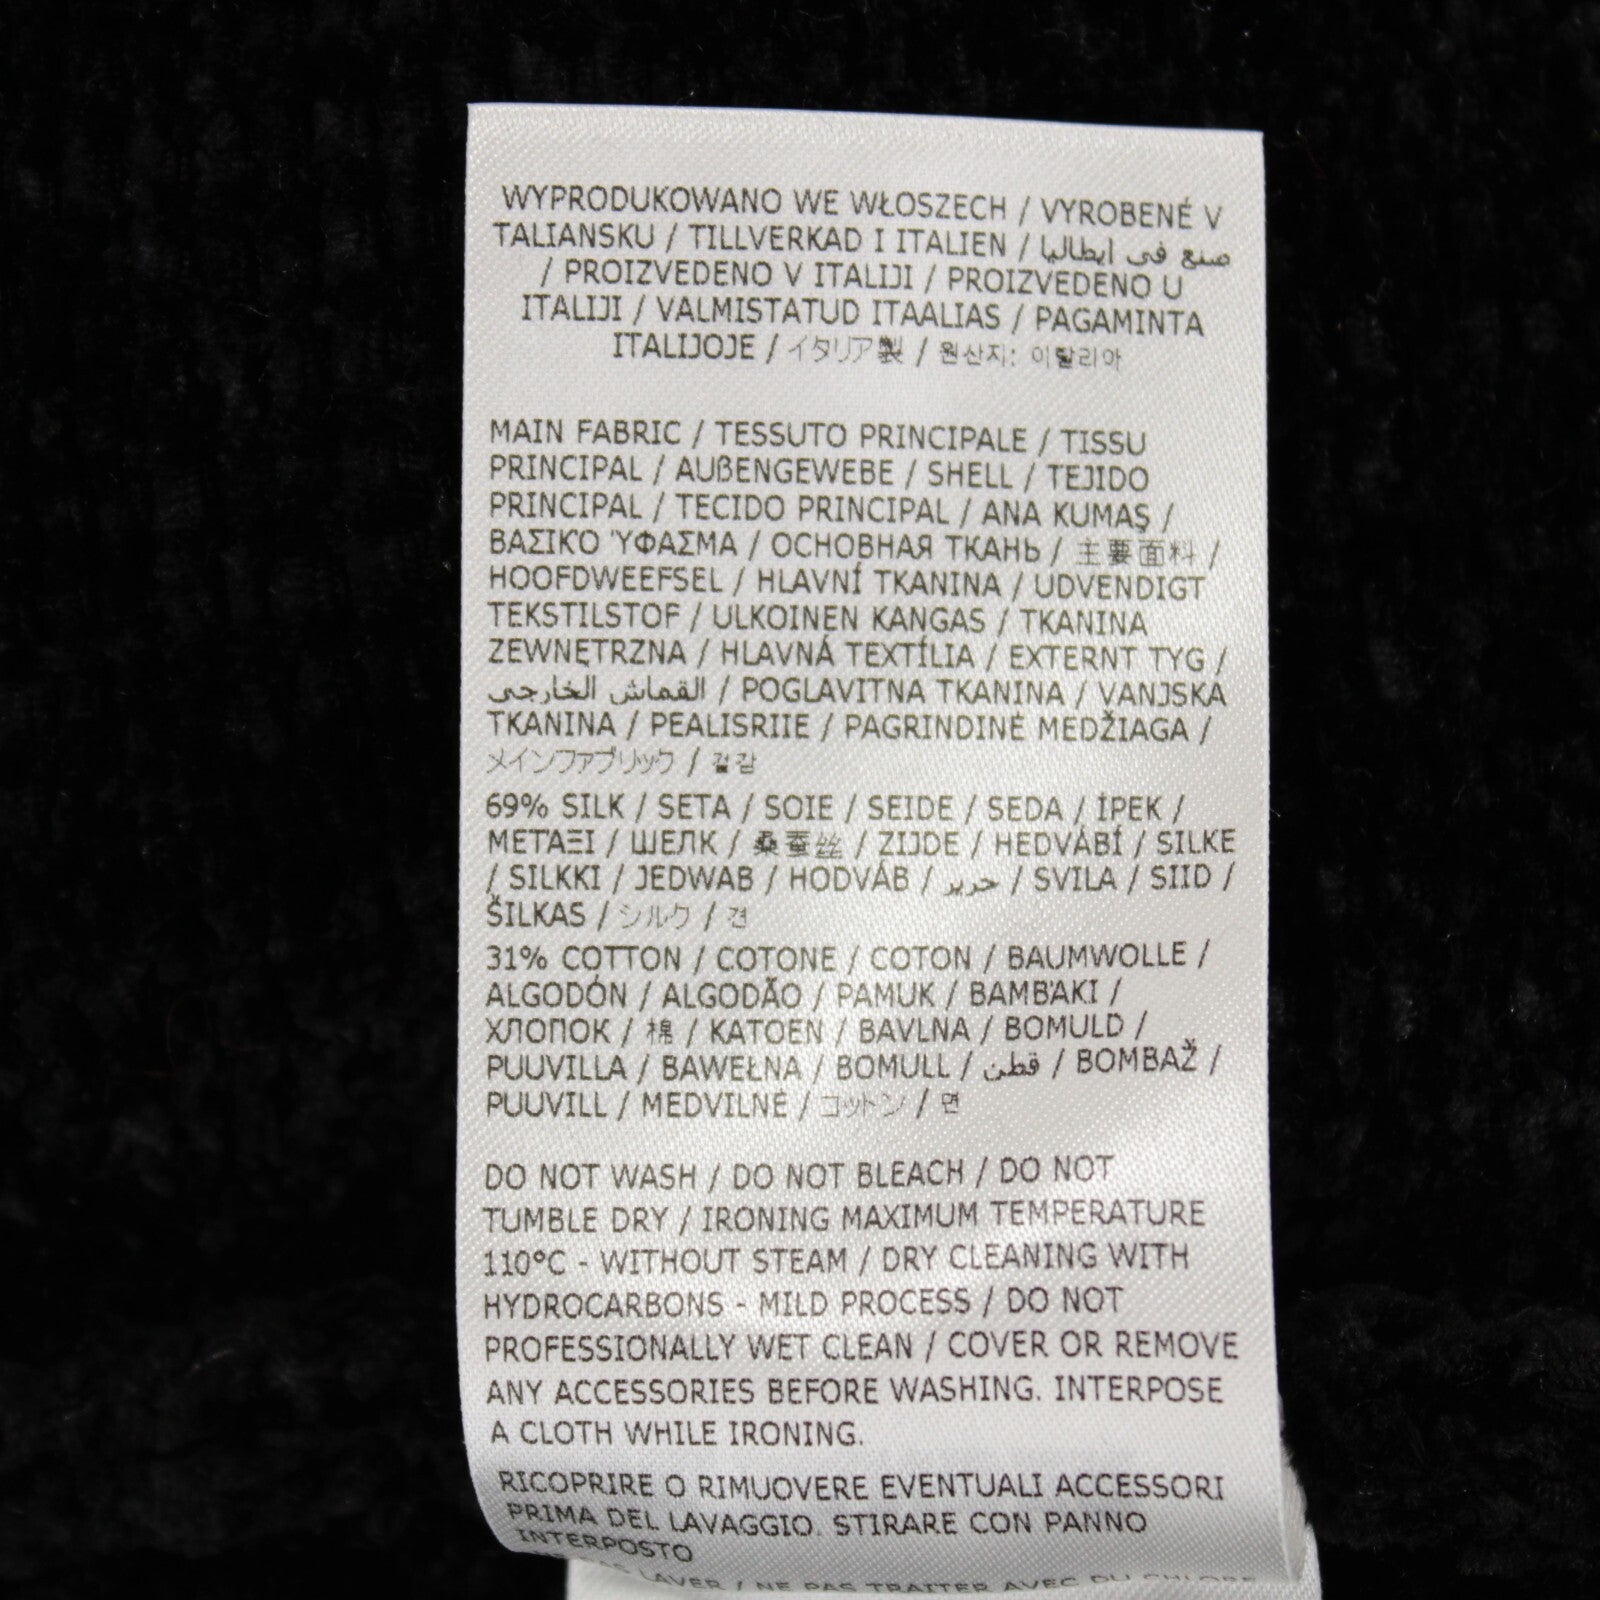 WYPRODUKOWANO WE WŁOSZECH / VYROBENÉ V
TALIANSKU / TILLVERKAD I ITALIEN / صنع في ايطاليا
/ PROIZVEDENO V ITALIJI / PROIZVEDENO U
ITALIJI / VALMISTATUD ITAALIAS / PAGAMINTA
ITALIJOJE / イタリア製 / 원산지: 이탈리아
MAIN FABRIC / TESSUTO PRINCIPALE / TISSU
PRINCIPAL / AUßENGEWEBE / SHELL / TEJIDO
PRINCIPAL / TECIDO PRINCIPAL / ANA KUMAŞ /
ΒΑΣΙΚΌ ΎΦΑΣΜΑ / ОСНОВНАЯ ТКАНЬ / 主要面料 /
HOOFDWEEFSEL / HLAVNÍ TKANINA / UDVENDIGT
TEKSTILSTOF / ULKOINEN KANGAS / TKANINA
ZEWNĘTRZNA / HLAVNÁ TEXTÍLIA / EXTERNT TYG /
القماش الخارجي / POGLAVITNA TKANINA / VANJSKA
TKANINA / PEALISRIIE / PAGRINDINĖ MEDŽIAGA /
メインファブリック / 겉감
69% SILK / SETA / SOIE / SEIDE / SEDA / İPEK /
ΜΕΤΆΞΙ / ШЕЛК / 桑蚕丝 / ZIJDE / HEDVÁBÍ / SILKE
/ SILKKI / JEDWAB / HODVÁB / حرير / SVILA / SIID /
ŠILKAS / シルク / 견
31% COTTON / COTONE / COTON / BAUMWOLLE /
ALGODÓN / ALGODÃO / PAMUK / ΒΑΜΒΆΚΙ /
ХЛОПОК / 棉 / KATOEN / BAVLNA / BOMULD /
PUUVILLA / BAWEŁNA / BOMULL / قطن / BOMBAŽ /
PUUVILL / MEDVILNĖ / コットン / 면
DO NOT WASH / DO NOT BLEACH / DO NOT
TUMBLE DRY / IRONING MAXIMUM TEMPERATURE
110°C - WITHOUT STEAM / DRY CLEANING WITH
HYDROCARBONS - MILD PROCESS / DO NOT
PROFESSIONALLY WET CLEAN / COVER OR REMOVE
ANY ACCESSORIES BEFORE WASHING. INTERPOSE
A CLOTH WHILE IRONING.
RICOPRIRE O RIMUOVERE EVENTUALI ACCESSORI
PRIMA DEL LAVAGGIO. STIRARE CON PANNO
INTERPOSTO
LAVER / NE PAS TRAITER AVEC DU CHLORE